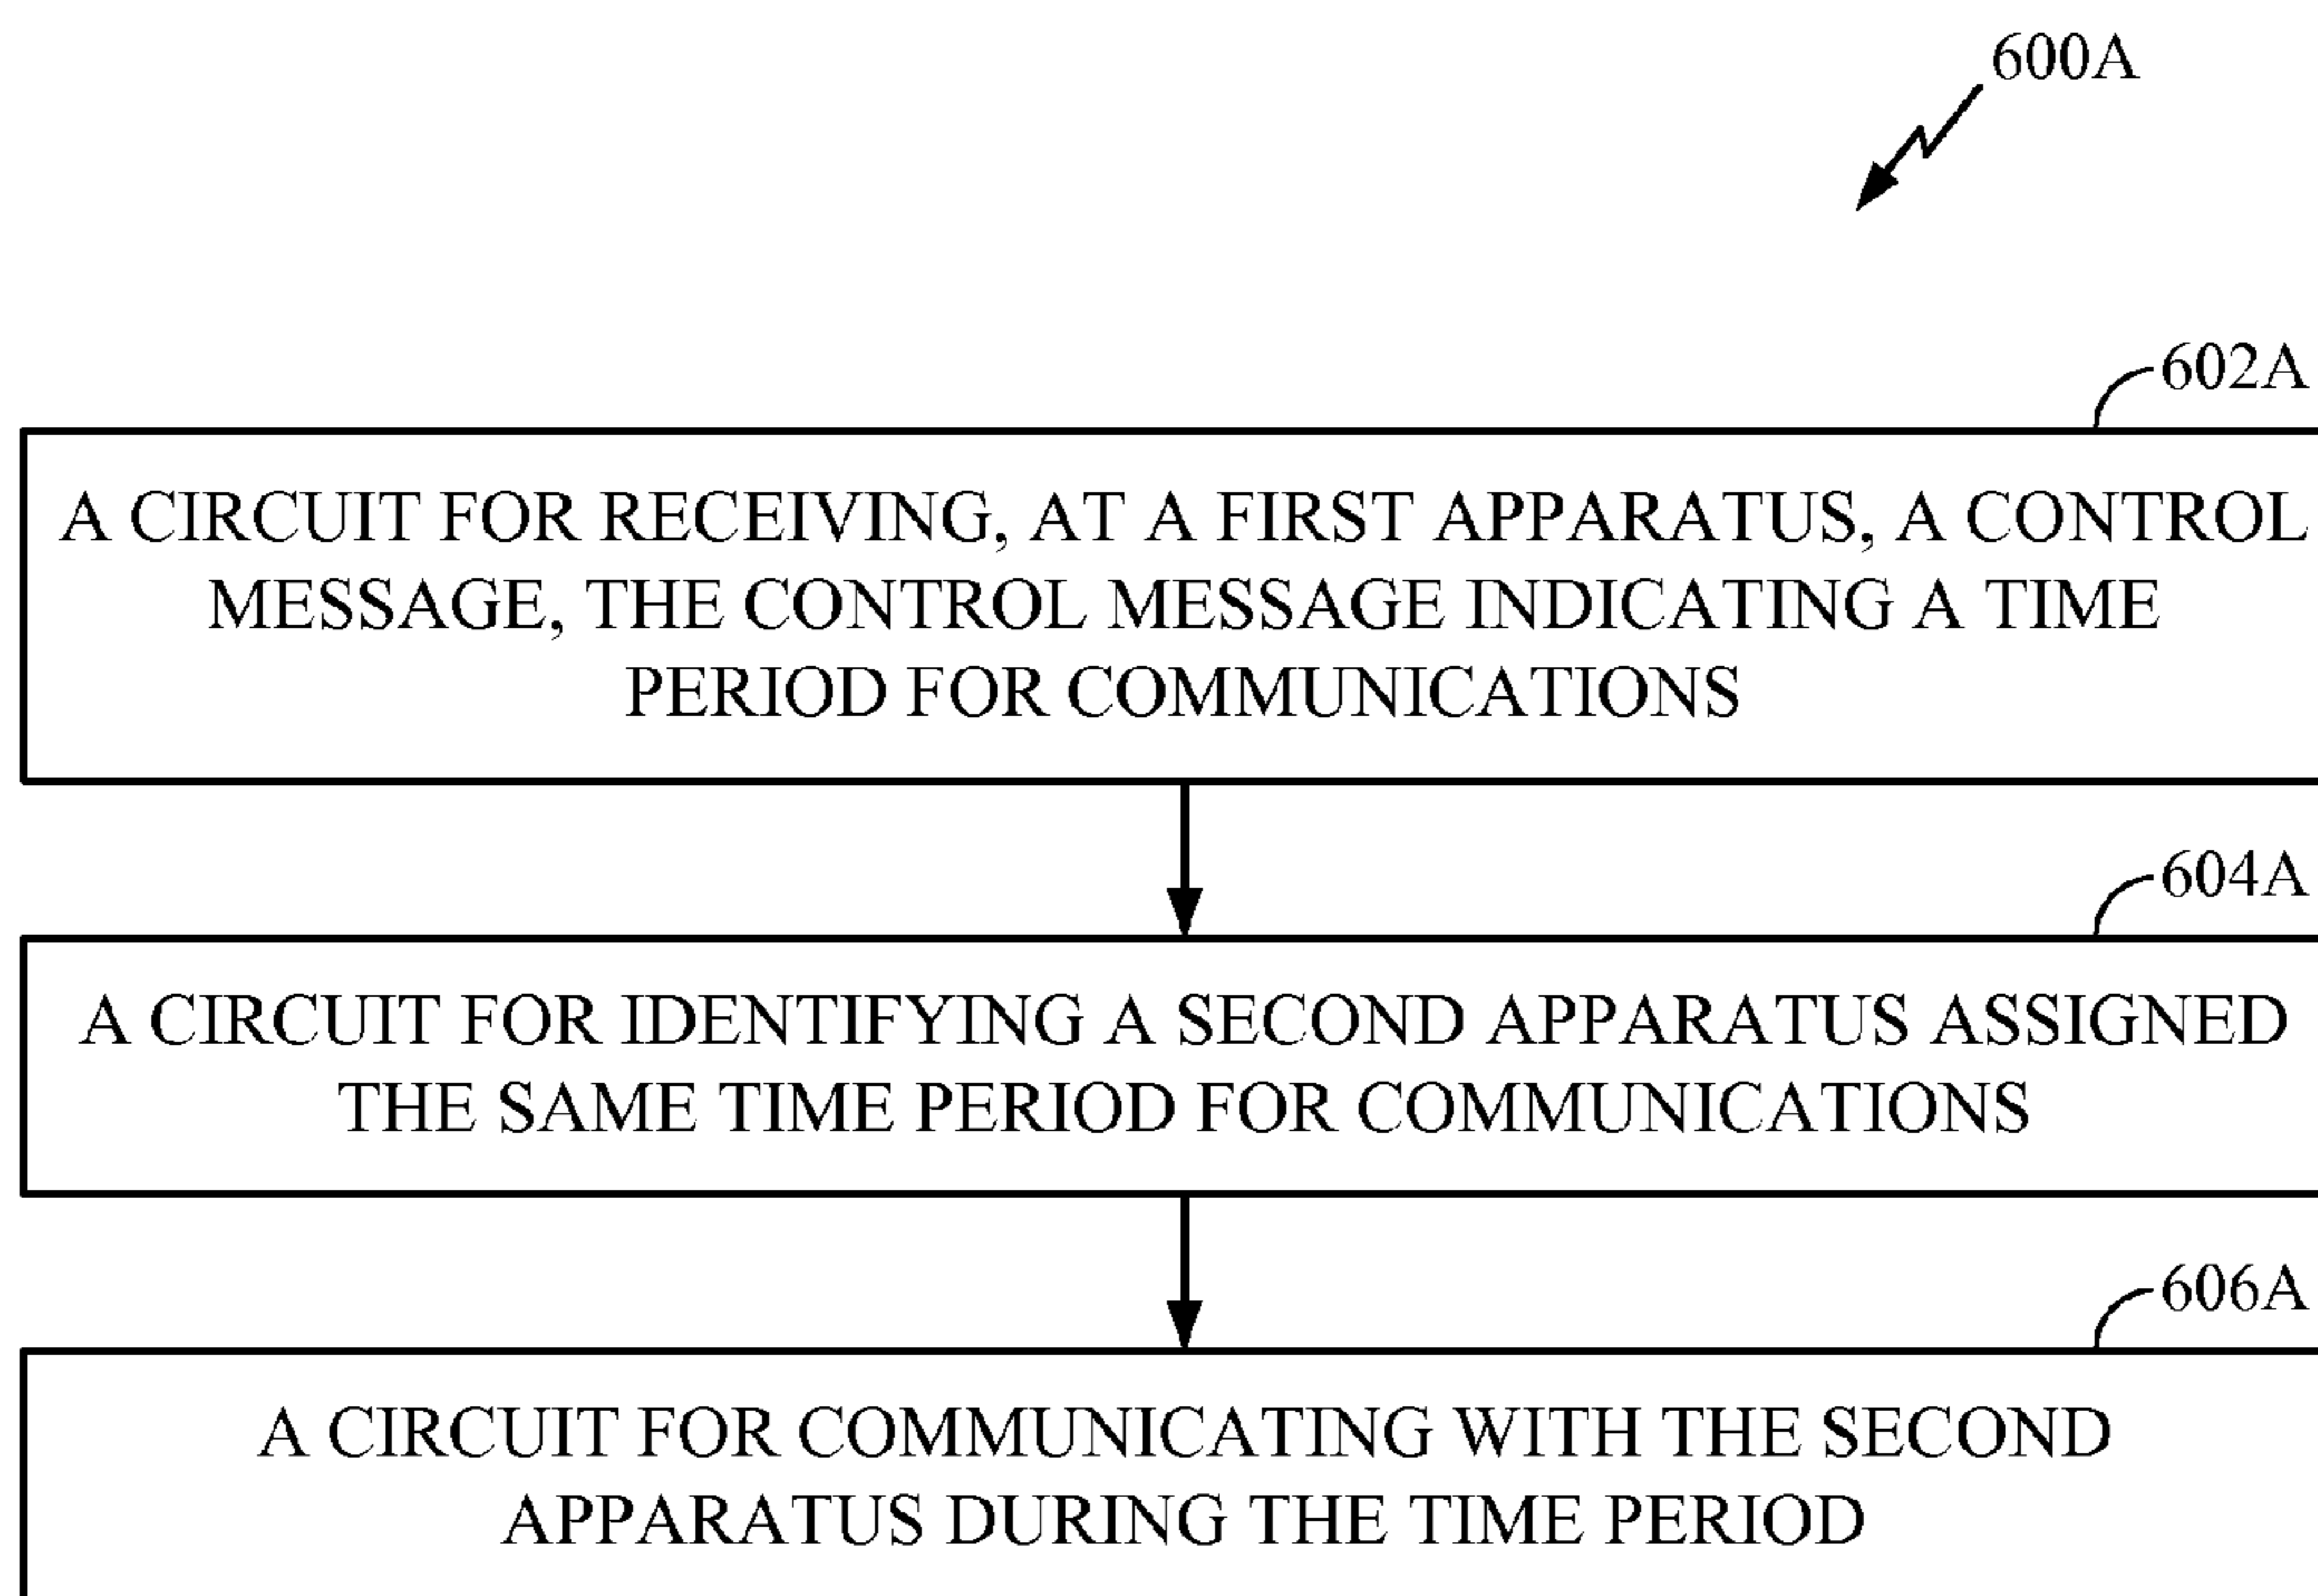 600A
602A
A CIRCUIT FOR RECEIVING, AT A FIRST APPARATUS, A CONTROL
MESSAGE, THE CONTROL MESSAGE INDICATING A TIME
PERIOD FOR COMMUNICATIONS
604A
A CIRCUIT FOR IDENTIFYING A SECOND APPARATUS ASSIGNED
THE SAME TIME PERIOD FOR COMMUNICATIONS
606A
A CIRCUIT FOR COMMUNICATING WITH THE SECOND
APPARATUS DURING THE TIME PERIOD